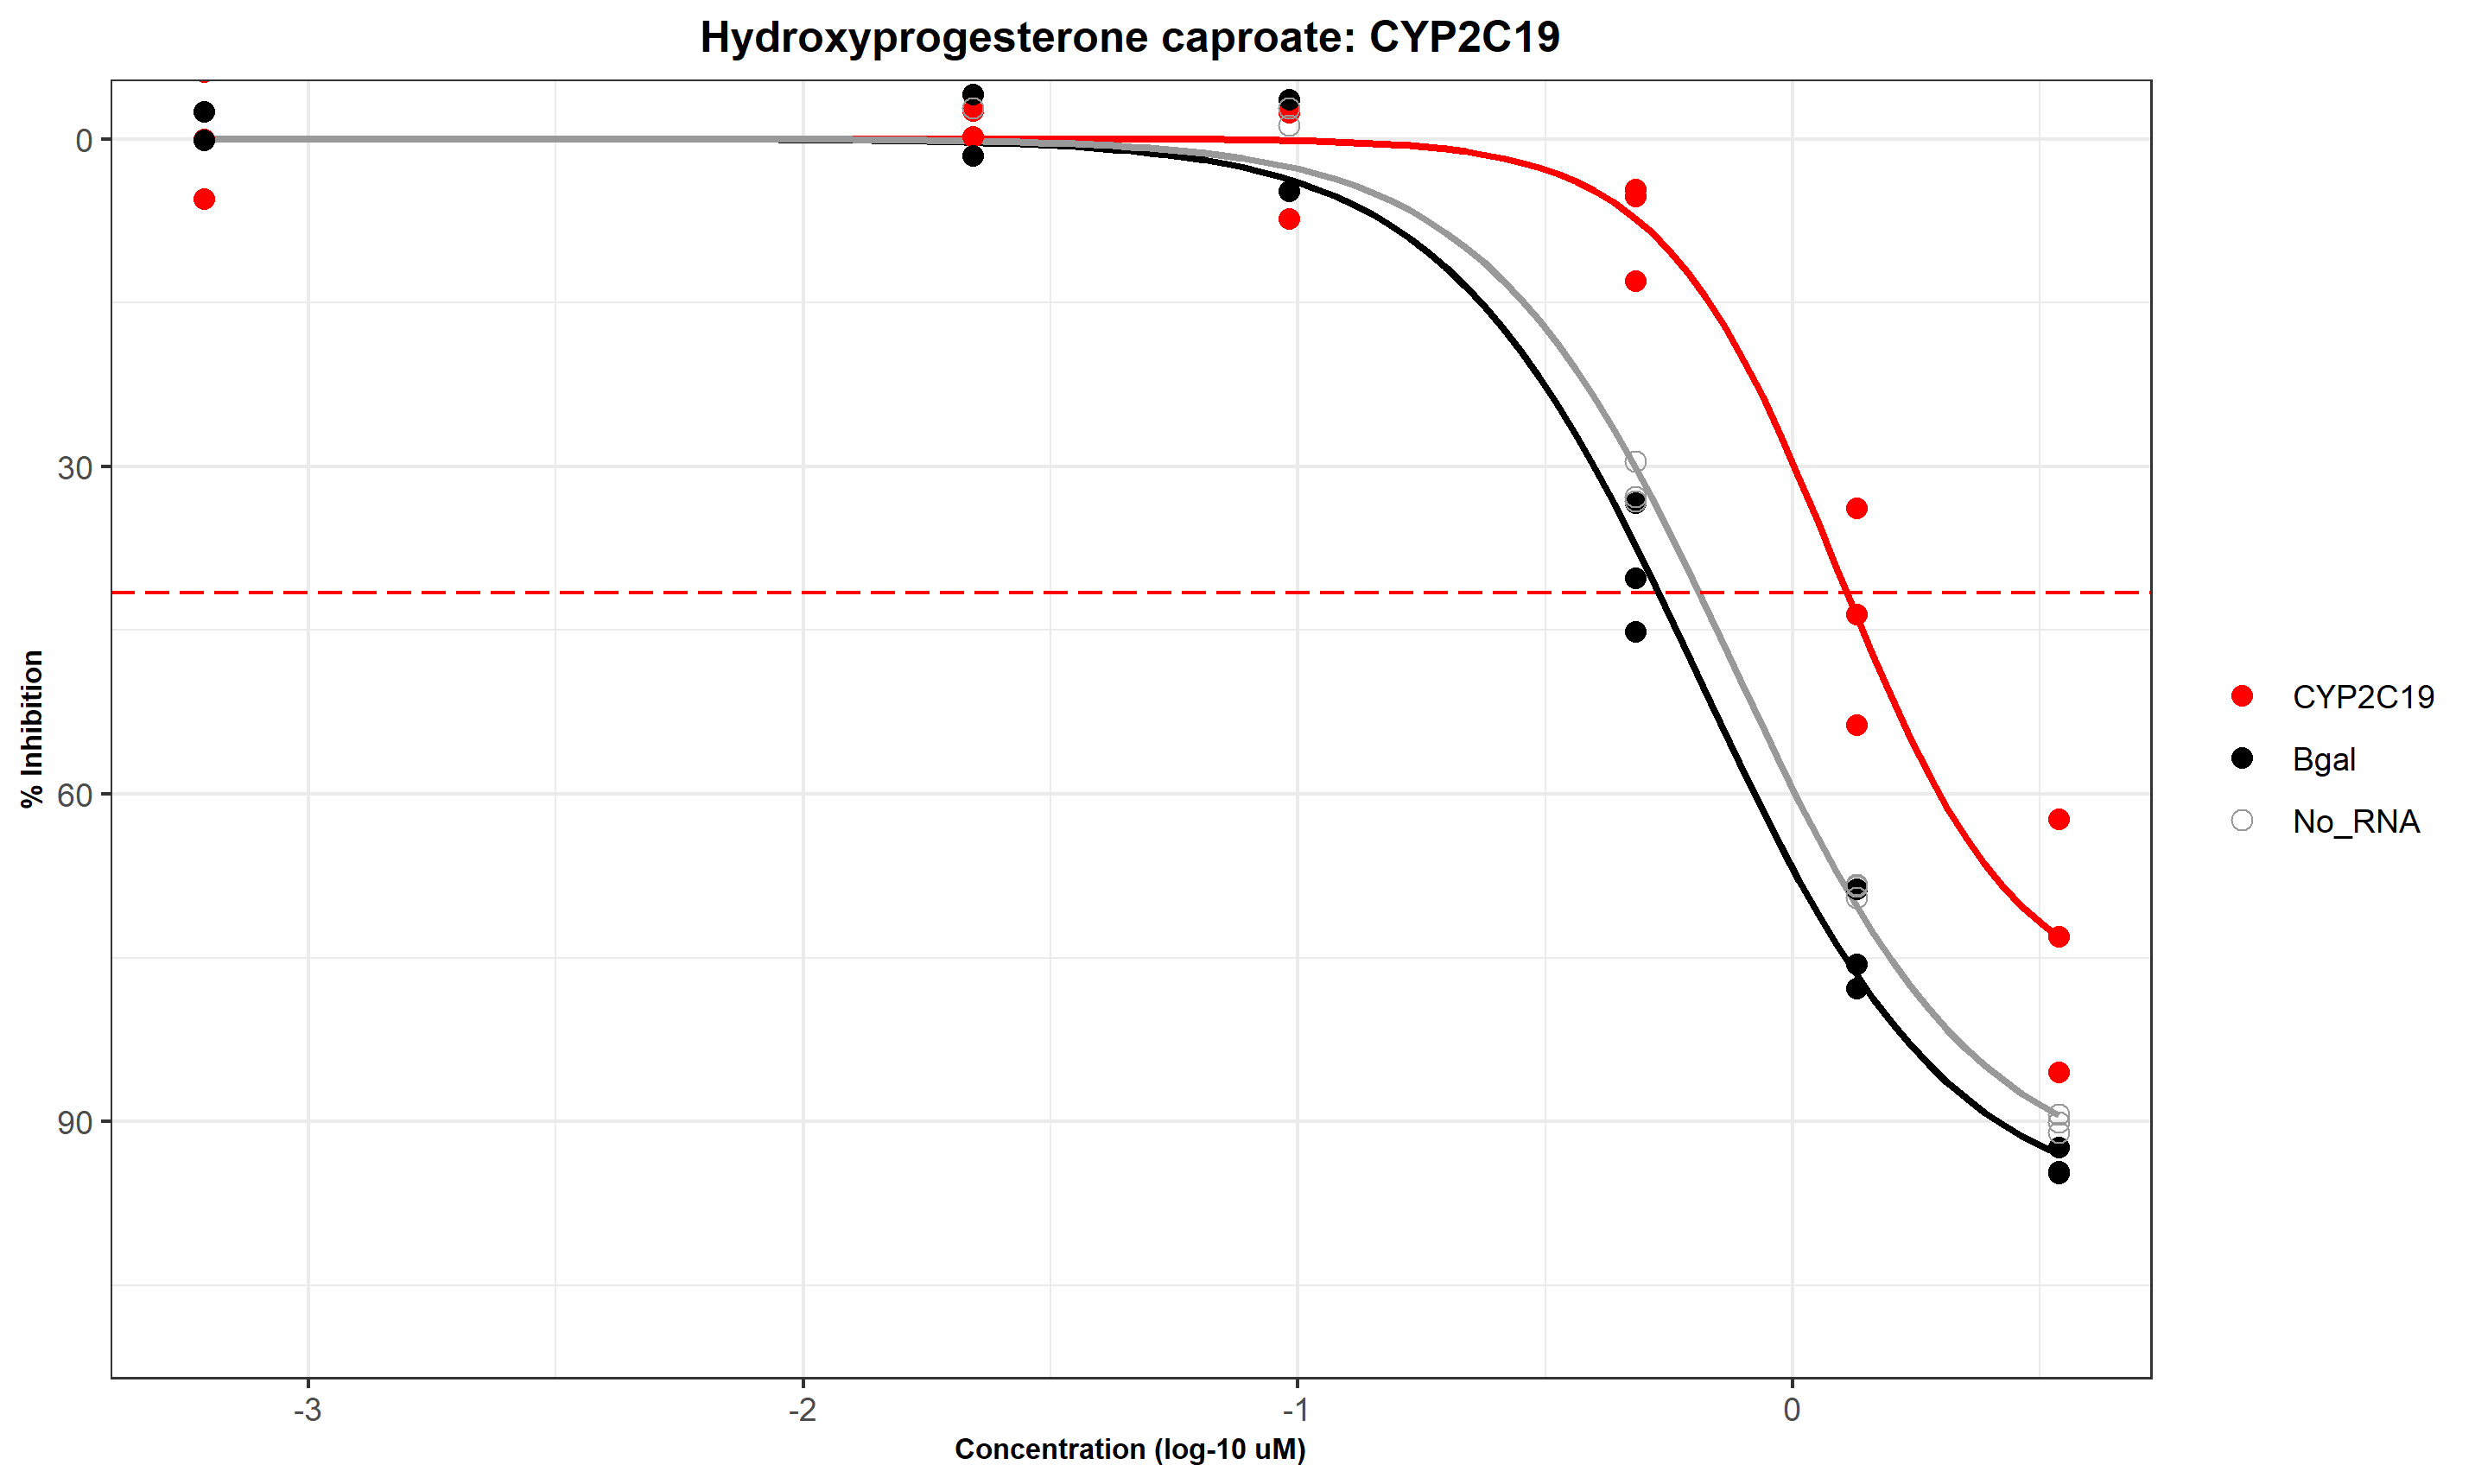 Hydroxyprogesterone caproate: CYP2C19
% Inhibition
0
30
60
90
-3
-2
-1
0
Concentration (log-10 uM)
CYP2C19
Bgal
No_RNA